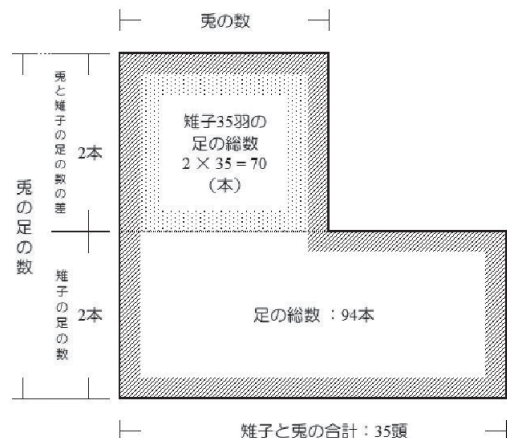 兎の数
兎の足の数
兎と雉子の足の数の差
2本
雉子35羽の
足の総数
2 × 35 = 70
(本)
雉子の足の数
2本
足の総数：94本
雉子と兎の合計：35頭